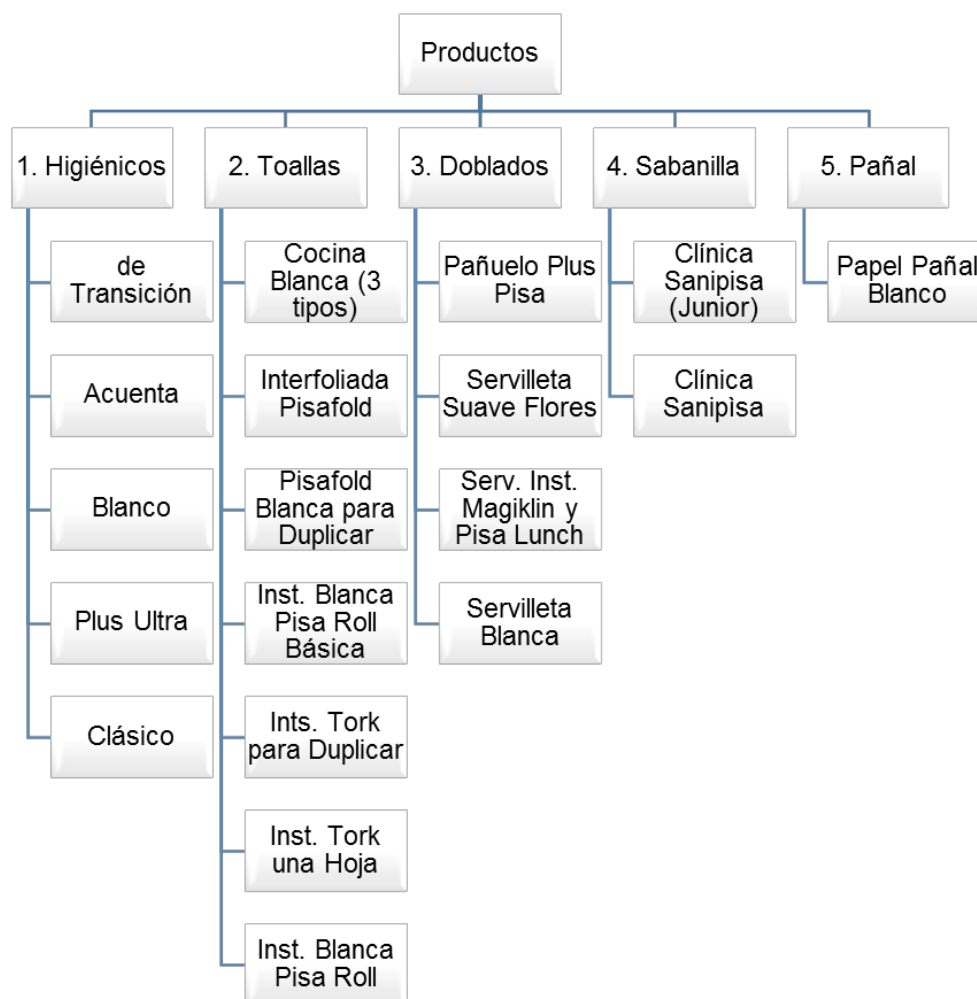 Productos
1. Higiénicos
2. Toallas
3. Doblados
4. Sabanilla
5. Pañal
de
Transición
Acuenta
Blanco
Plus Ultra
Clásico
Cocina
Blanca (3
tipos)
Interfoliada
Pisafold
Pisafold
Blanca para
Duplicar
Inst. Blanca
Pisa Roll
Básica
Ints. Tork
para Duplicar
Inst. Tork
una Hoja
Inst. Blanca
Pisa Roll
Pañuelo Plus
Pisa
Servilleta
Suave Flores
Serv. Inst.
Magiklin y
Pisa Lunch
Servilleta
Blanca
Clínica
Sanipisa
(Junior)
Clínica
Sanipìsa
Papel Pañal
Blanco